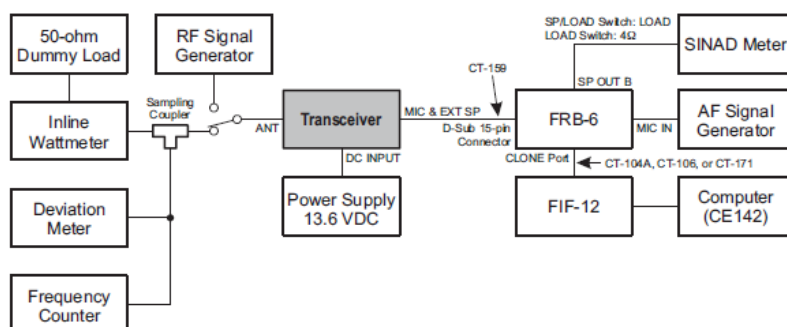 50-ohm
Dummy Load
RF Signal
Generator
SP/LOAD Switch: LOAD
LOAD Switch: 4Ω
SINAD Meter
CT-159
SP OUT B
Inline
Wattmeter
Sampling
Coupler
ANT
Transceiver
MIC & EXT SP
D-Sub 15-pin
Connector
FRB-6
MIC IN
AF Signal
Generator
DC INPUT
CLONE Port
CT-104A, CT-106, or CT-171
Deviation
Meter
Power Supply
13.6 VDC
FIF-12
Computer
(CE142)
Frequency
Counter